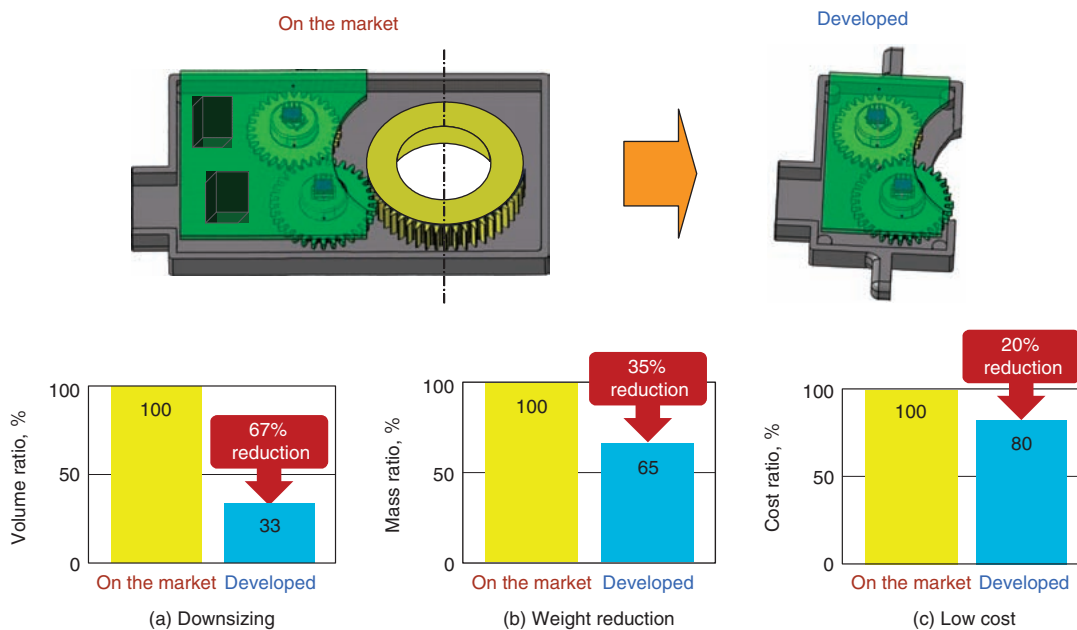 On the market
Developed
100
50
0
Volume ratio, %
100
67%
reduction
33
On the market Developed
(a) Downsizing
100
50
0
Mass ratio, %
100
35%
reduction
65
On the market Developed
(b) Weight reduction
100
50
0
Cost ratio, %
100
20%
reduction
80
On the market Developed
(c) Low cost